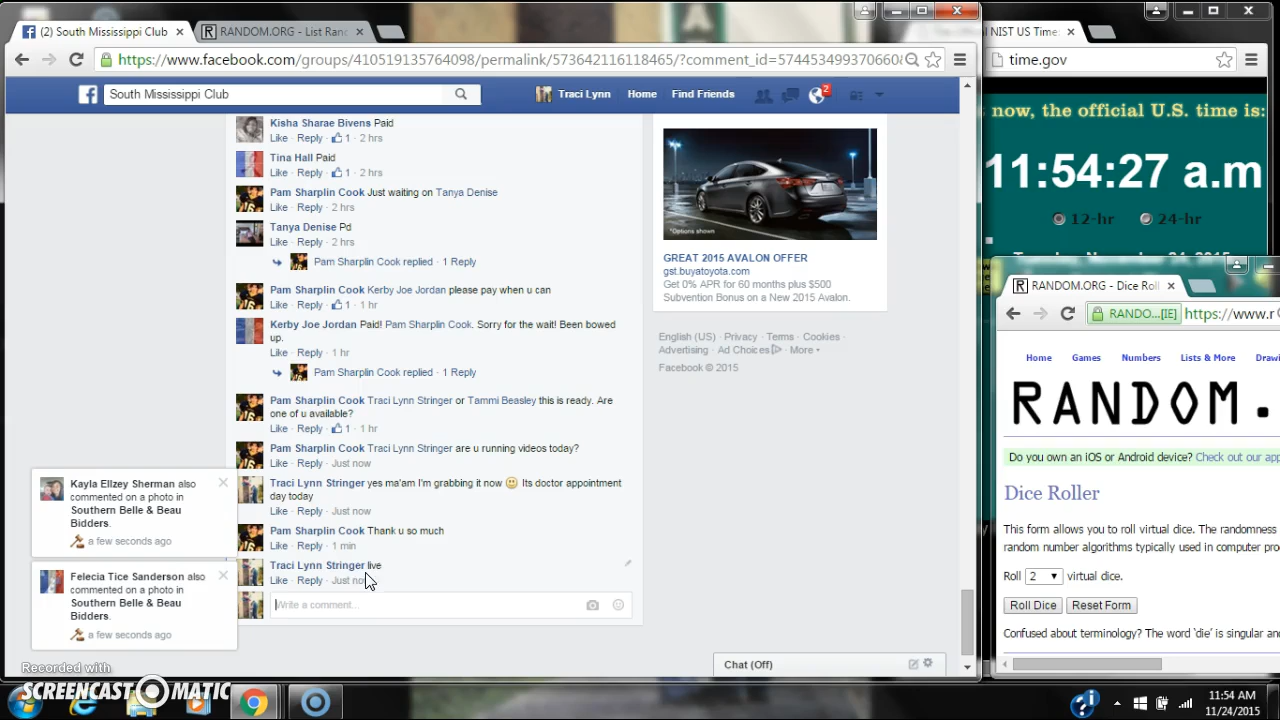 (2) South Mississippi Club
RANDOM.ORG - List Ranc
NIST US Time:
https://www.facebook.com/groups/410519135764098/permalink/573642116118465/?comment_id=574453499370660&
time.gov
South Mississippi Club
Traci Lynn
Home
Find Friends
2
s now, the official U.S. time is:
11:54:27 a.m
12-hr
24-hr
Kisha Sharae Bivens Paid
Like · Reply · 1 · 2 hrs
Tina Hall Paid
Like · Reply · 1 · 2 hrs
Pam Sharplin Cook Just waiting on Tanya Denise
Like · Reply · 2 hrs
Tanya Denise Pd
Like · Reply · 2 hrs
Pam Sharplin Cook replied · 1 Reply
Pam Sharplin Cook Kerby Joe Jordan please pay when u can
Like · Reply · 1 · 1 hr
Kerby Joe Jordan Paid! Pam Sharplin Cook. Sorry for the wait! Been bowed
up.
Like · Reply · 1 hr
Pam Sharplin Cook replied · 1 Reply
Pam Sharplin Cook Traci Lynn Stringer or Tammi Beasley this is ready. Are
one of u available?
Like · Reply · 1 · 1 hr
Pam Sharplin Cook Traci Lynn Stringer are u running videos today?
Like · Reply · Just now
Traci Lynn Stringer yes ma'am I'm grabbing it now 🙂 Its doctor appointment
day today
Like · Reply · Just now
Pam Sharplin Cook Thank u so much
Like · Reply · 1 min
Traci Lynn Stringer live
Like · Reply · Just now
Write a comment...
*Options shown
GREAT 2015 AVALON OFFER
gst.buyatoyota.com
Get 0% APR for 60 months plus $500
Subvention Bonus on a New 2015 Avalon.
English (US) · Privacy · Terms · Cookies ·
Advertising · Ad Choices · More
Facebook © 2015
Chat (Off)
Kayla Ellzey Sherman also
commented on a photo in
Southern Belle & Beau
Bidders.
a few seconds ago
Felecia Tice Sanderson also
commented on a photo in
Southern Belle & Beau
Bidders.
a few seconds ago
RANDOM.ORG - Dice Roll
RANDO...[IE]
https://www.r
Home
Games
Numbers
Lists & More
Drawi
RANDOM.
Do you own an iOS or Android device? Check out our app
Dice Roller
This form allows you to roll virtual dice. The randomness
random number algorithms typically used in computer pro
Roll 2 virtual dice.
Roll Dice
Reset Form
Confused about terminology? The word 'die' is singular and
Recorded with
SCREENCAST-O-MATIC
11:54 AM
11/24/2015